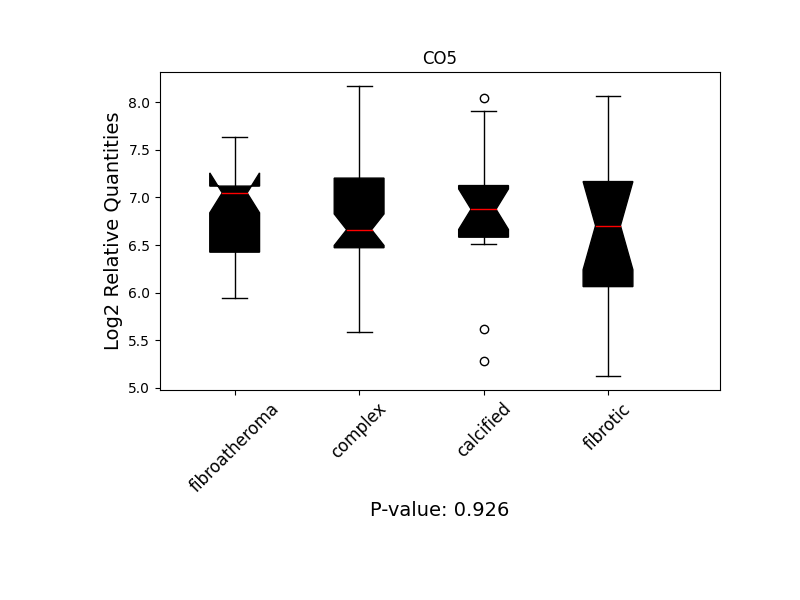 CO5
Log2 Relative Quantities
8.0
7.5
7.0
6.5
6.0
5.5
5.0
fibroatheroma
complex
calcified
fibrotic
P-value: 0.926